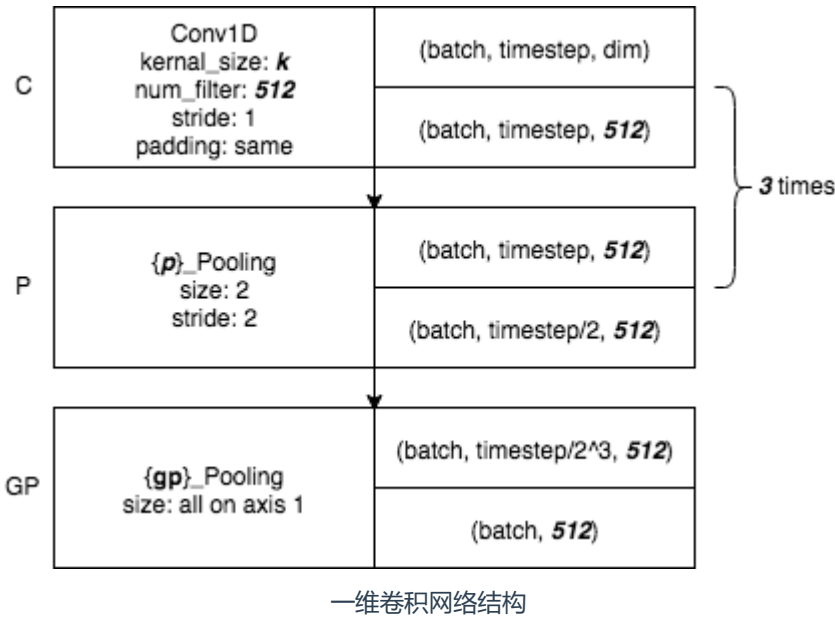 C
Conv1D
kernal_size: k
num_filter: 512
stride: 1
padding: same
(batch, timestep, dim)
(batch, timestep, 512)
3 times
P
{p}_Pooling
size: 2
stride: 2
(batch, timestep, 512)
(batch, timestep/2, 512)
GP
{gp}_Pooling
size: all on axis 1
(batch, timestep/2^3, 512)
(batch, 512)
一维卷积网络结构